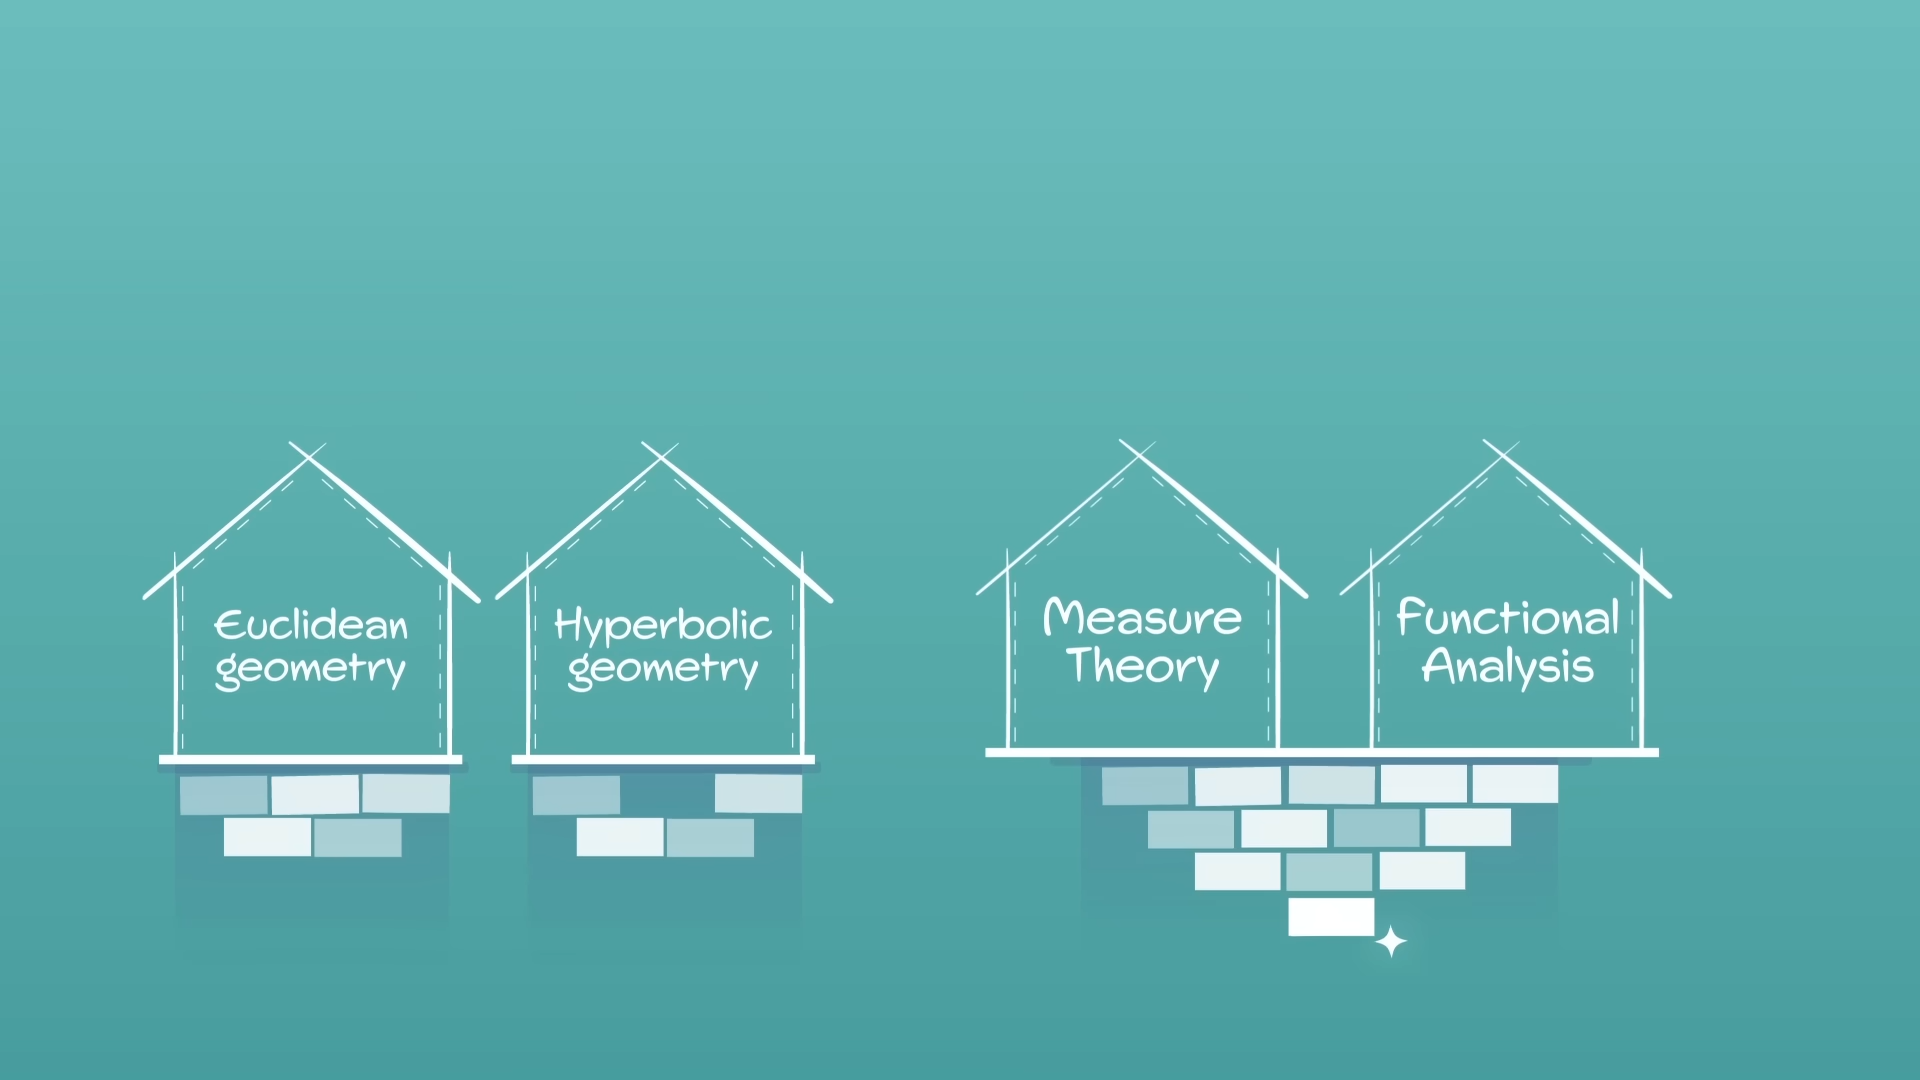 Euclidean
geometry
Hyperbolic
geometry
Measure
Theory
Functional
Analysis